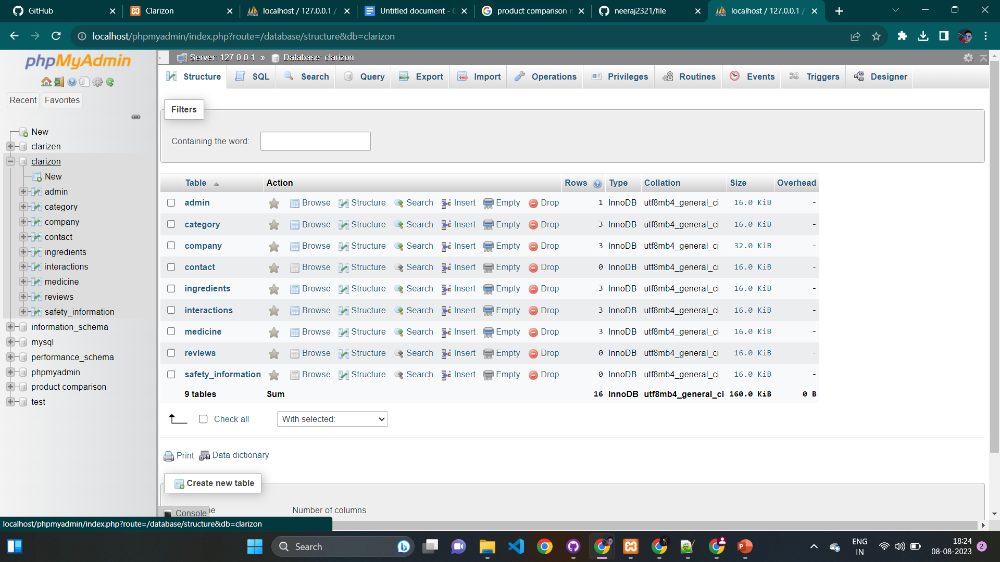 GitHub
Clarizon
localhost / 127.0.0.1 /
Untitled document -
product comparison
neeraj2321/file
localhost / 127.0.0.1 /
localhost/phpmyadmin/index.php?route=/database/structure&db=clarizon
phpMyAdmin
Recent Favorites
New
clarizen
clarizon
New
admin
category
company
contact
ingredients
interactions
medicine
reviews
safety_information
information_schema
mysql
performance_schema
phpmyadmin
product comparison
test
Server: 127.0.0.1 » Database: clarizon
Structure SQL Search Query Export Import Operations Privileges Routines Events Triggers Designer
Filters
Containing the word:
Table Action Rows Type Collation Size Overhead
admin Browse Structure Search Insert Empty Drop 1 InnoDB utf8mb4_general_ci 16.0 KiB -
category Browse Structure Search Insert Empty Drop 3 InnoDB utf8mb4_general_ci 16.0 KiB -
company Browse Structure Search Insert Empty Drop 3 InnoDB utf8mb4_general_ci 32.0 KiB -
contact Browse Structure Search Insert Empty Drop 0 InnoDB utf8mb4_general_ci 16.0 KiB -
ingredients Browse Structure Search Insert Empty Drop 3 InnoDB utf8mb4_general_ci 16.0 KiB -
interactions Browse Structure Search Insert Empty Drop 3 InnoDB utf8mb4_general_ci 16.0 KiB -
medicine Browse Structure Search Insert Empty Drop 3 InnoDB utf8mb4_general_ci 16.0 KiB -
reviews Browse Structure Search Insert Empty Drop 0 InnoDB utf8mb4_general_ci 16.0 KiB -
safety_information Browse Structure Search Insert Empty Drop 0 InnoDB utf8mb4_general_ci 16.0 KiB -
9 tables Sum 16 InnoDB utf8mb4_general_ci 160.0 KiB 0 B
Check all With selected:
Print Data dictionary
Create new table
Number of columns
Console
localhost/phpmyadmin/index.php?route=/database/structure&db=clarizon
Search
ENG
IN
18:24
08-08-2023
2